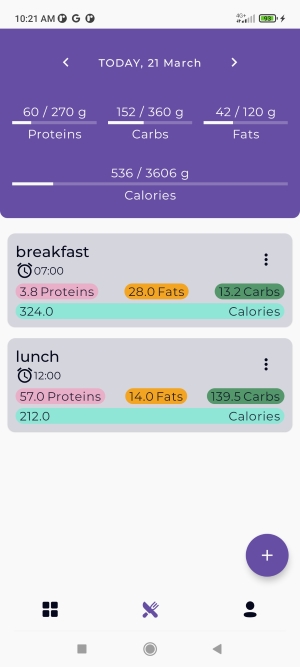 10:21 AM
4G+
93
TODAY, 21 March
60 / 270 g
152 / 360 g
42 / 120 g
Proteins
Carbs
Fats
536 / 3606 g
Calories
breakfast
07:00
3.8 Proteins
28.0 Fats
13.2 Carbs
324.0
Calories
lunch
12:00
57.0 Proteins
14.0 Fats
139.5 Carbs
212.0
Calories